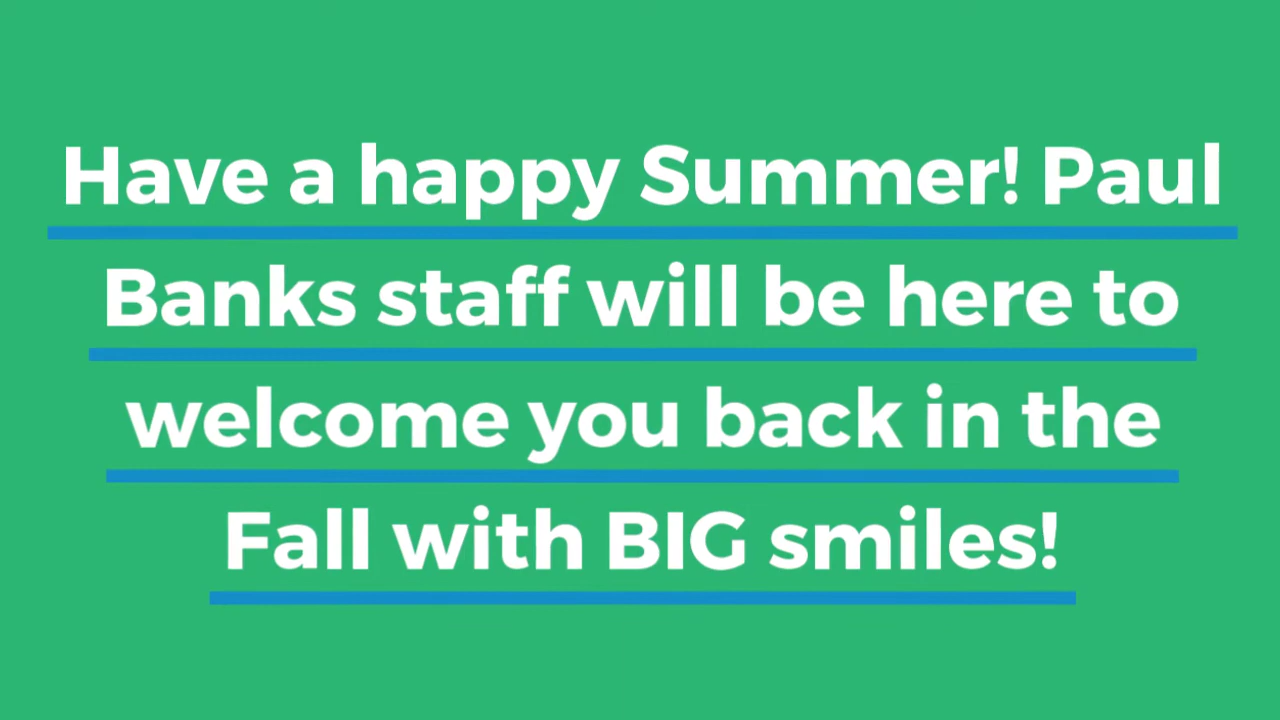 Have a happy Summer! Paul
Banks staff will be here to
welcome you back in the
Fall with BIG smiles!